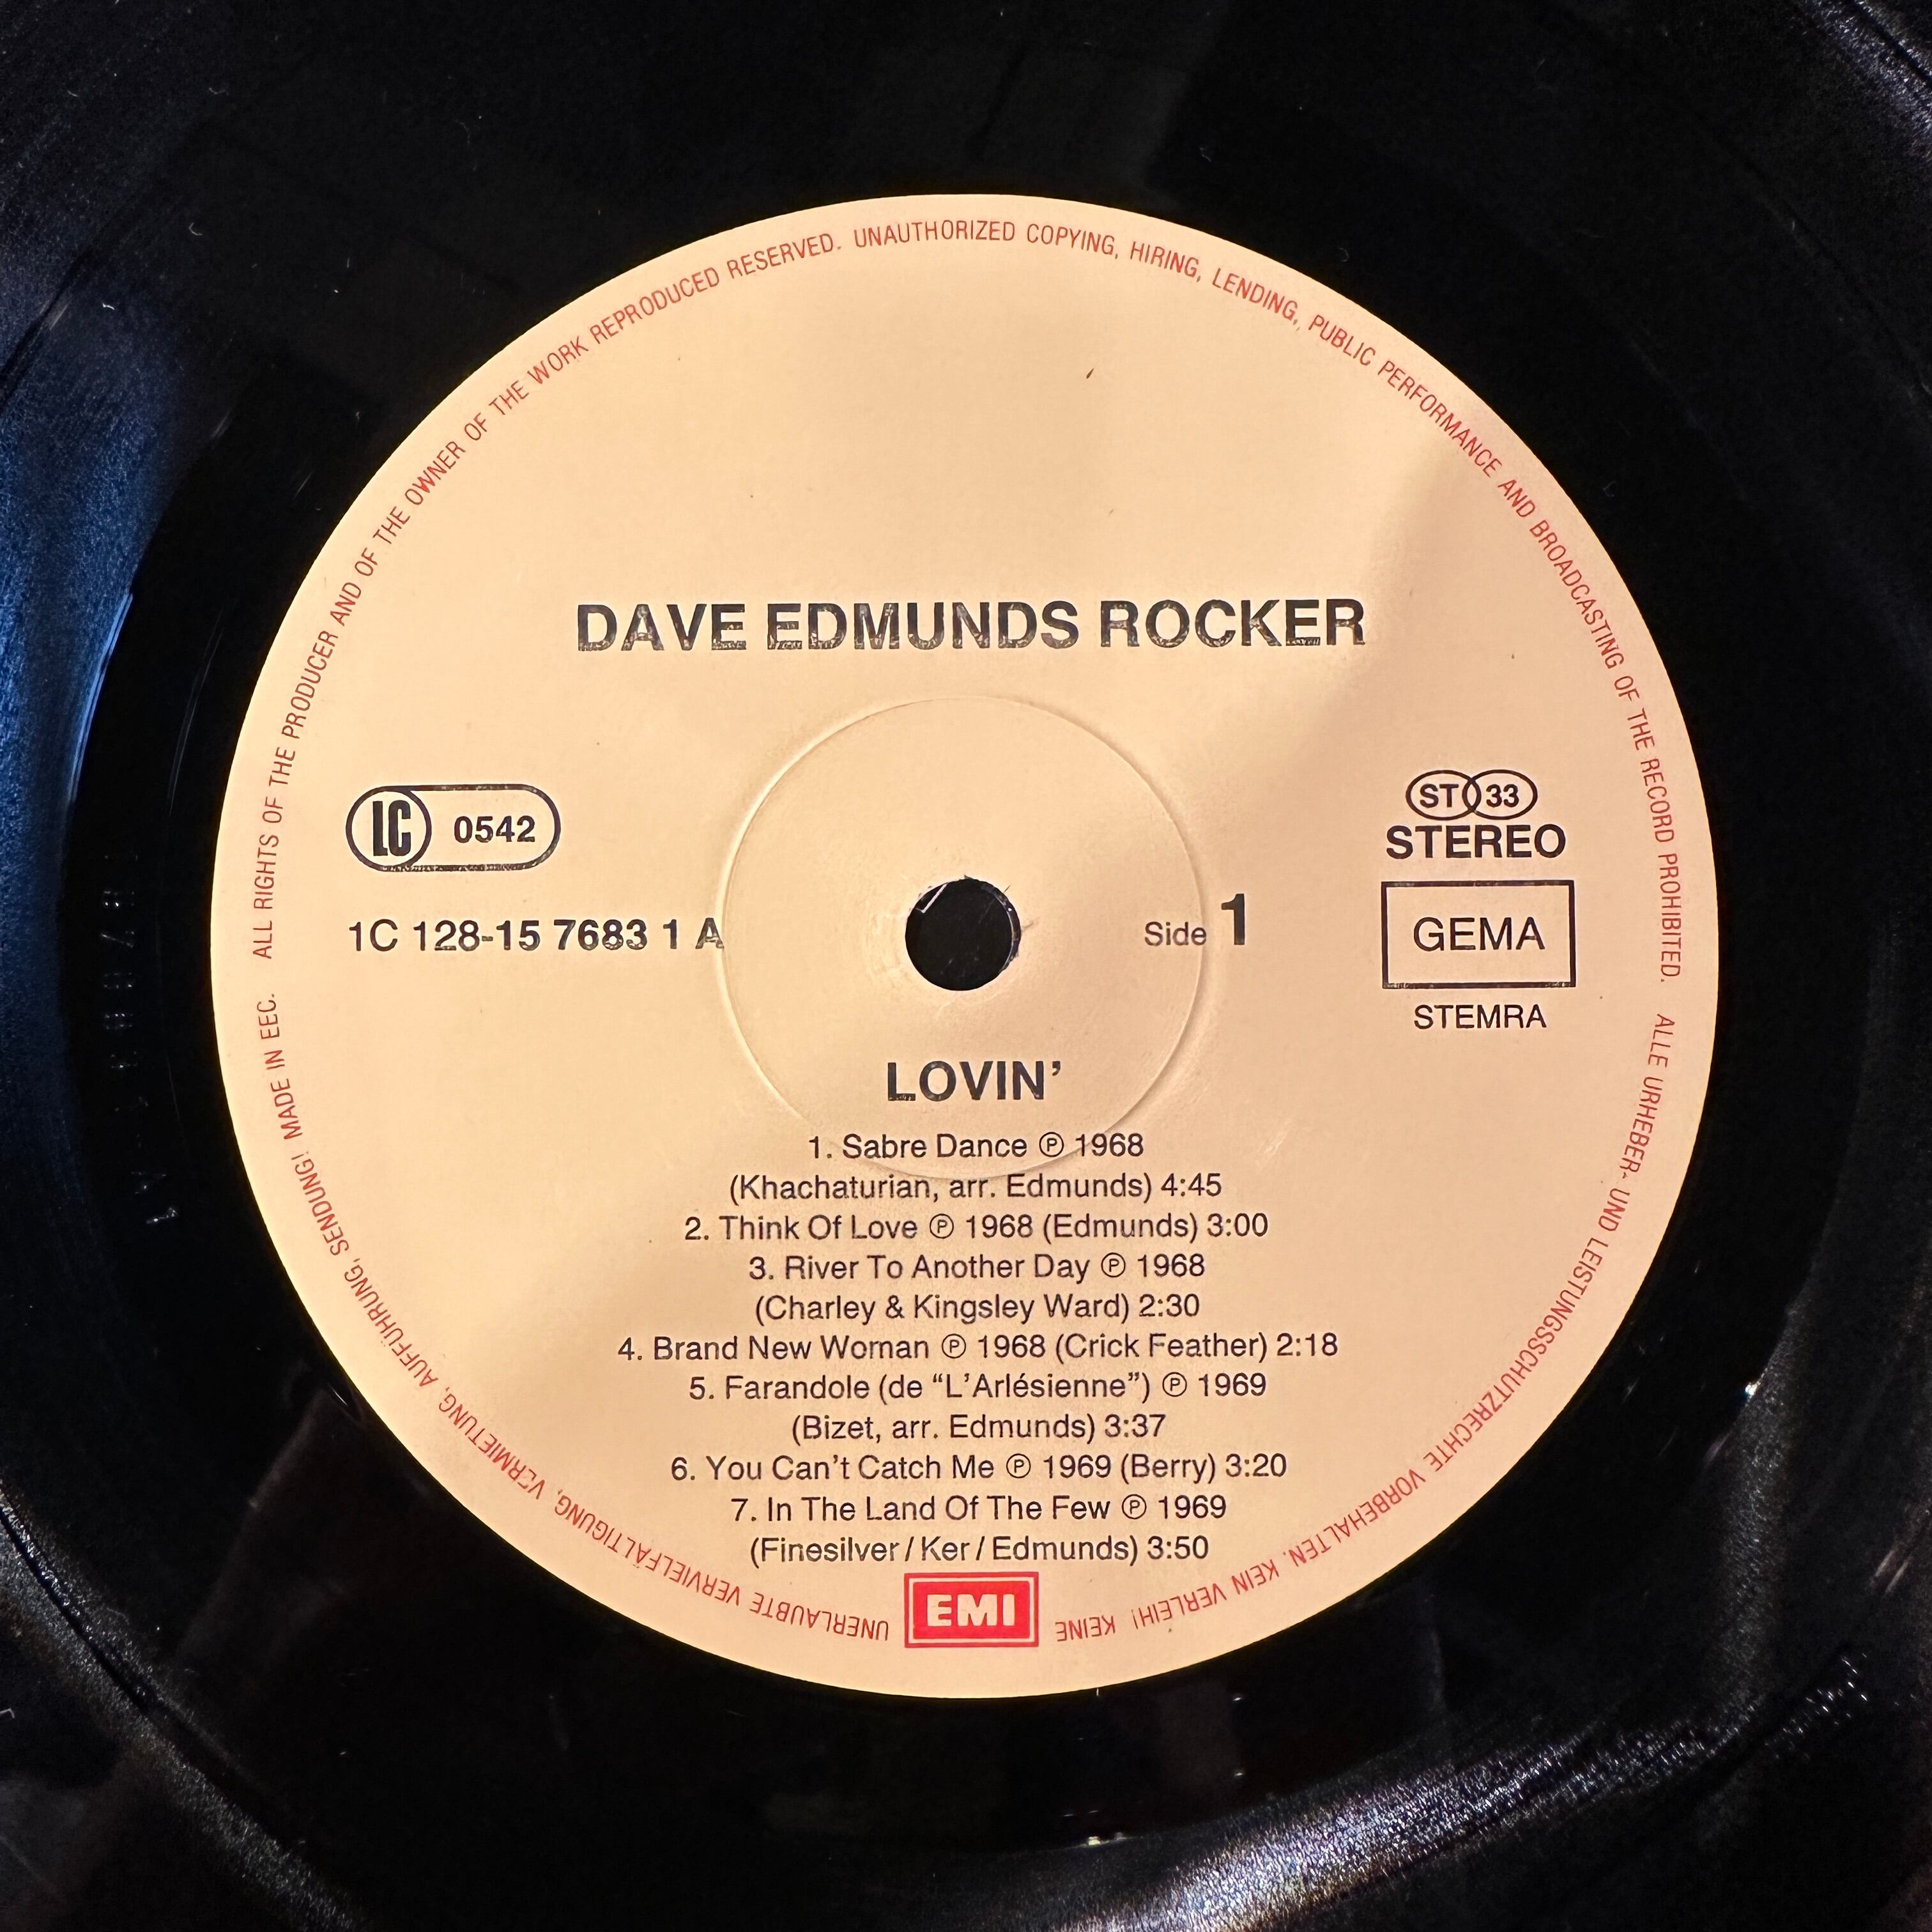 ALL RIGHTS OF THE PRODUCER AND OF THE OWNER OF THE WORK REPRODUCED RESERVED. UNAUTHORIZED COPYING, HIRING, LENDING, PUBLIC PERFORMANCE AND BROADCASTING OF THE RECORD PROHIBITED.
DAVE EDMUNDS ROCKER
LC 0542
ST 33
STEREO
1C 128-15 7683 1 A
Side 1
GEMA
STEMRA
LOVIN’
1. Sabre Dance ℗ 1968
(Khachaturian, arr. Edmunds) 4:45
2. Think Of Love ℗ 1968 (Edmunds) 3:00
3. River To Another Day ℗ 1968
(Charley & Kingsley Ward) 2:30
4. Brand New Woman ℗ 1968 (Crick Feather) 2:18
5. Farandole (de “L’Arlésienne”) ℗ 1969
(Bizet, arr. Edmunds) 3:37
6. You Can’t Catch Me ℗ 1969 (Berry) 3:20
7. In The Land Of The Few ℗ 1969
(Finesilver / Ker / Edmunds) 3:50
EMI
ALLE URHEBER- UND LEISTUNGSSCHUTZRECHTE VORBEHALTEN. KEIN VERLEIH! KEINE UNERLAUBTE VERVIELFÄLTIGUNG, VERMIETUNG, AUFFÜHRUNG, SENDUNG! MADE IN EEC.